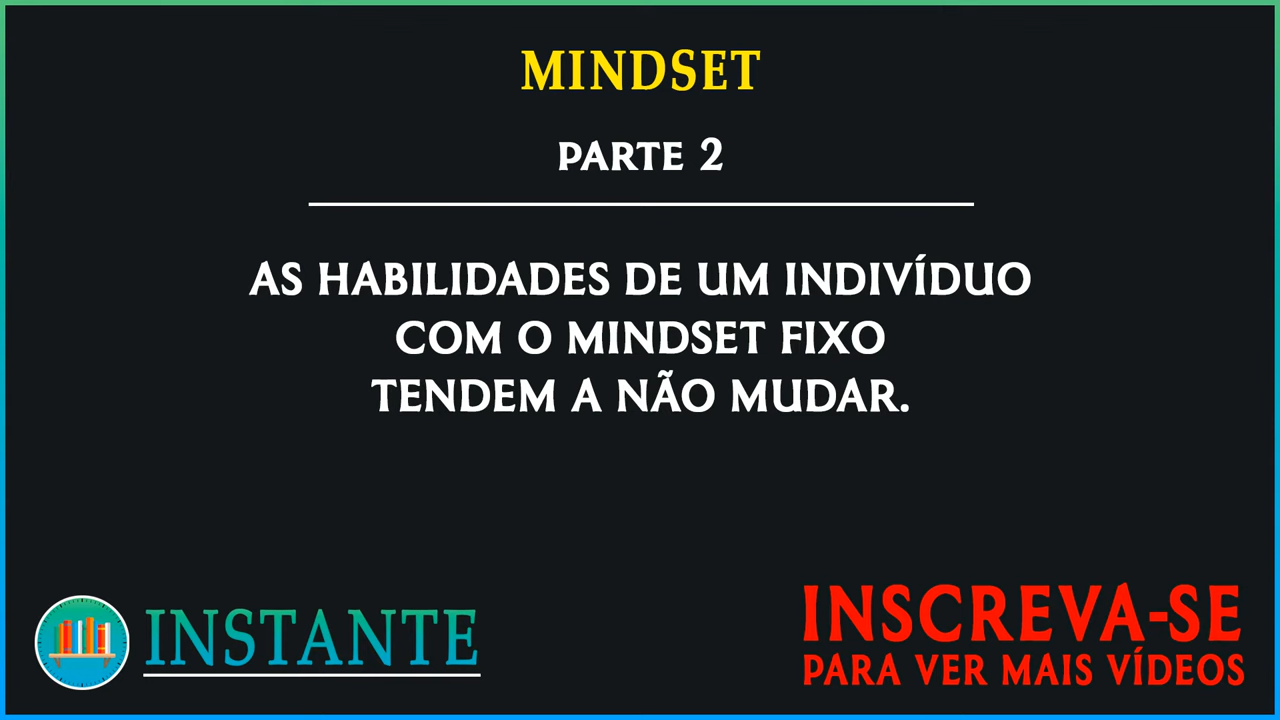 MINDSET
PARTE 2
AS HABILIDADES DE UM INDIVÍDUO
COM O MINDSET FIXO
TENDEM A NÃO MUDAR.
INSTANTE
INSCREVA-SE
PARA VER MAIS VÍDEOS